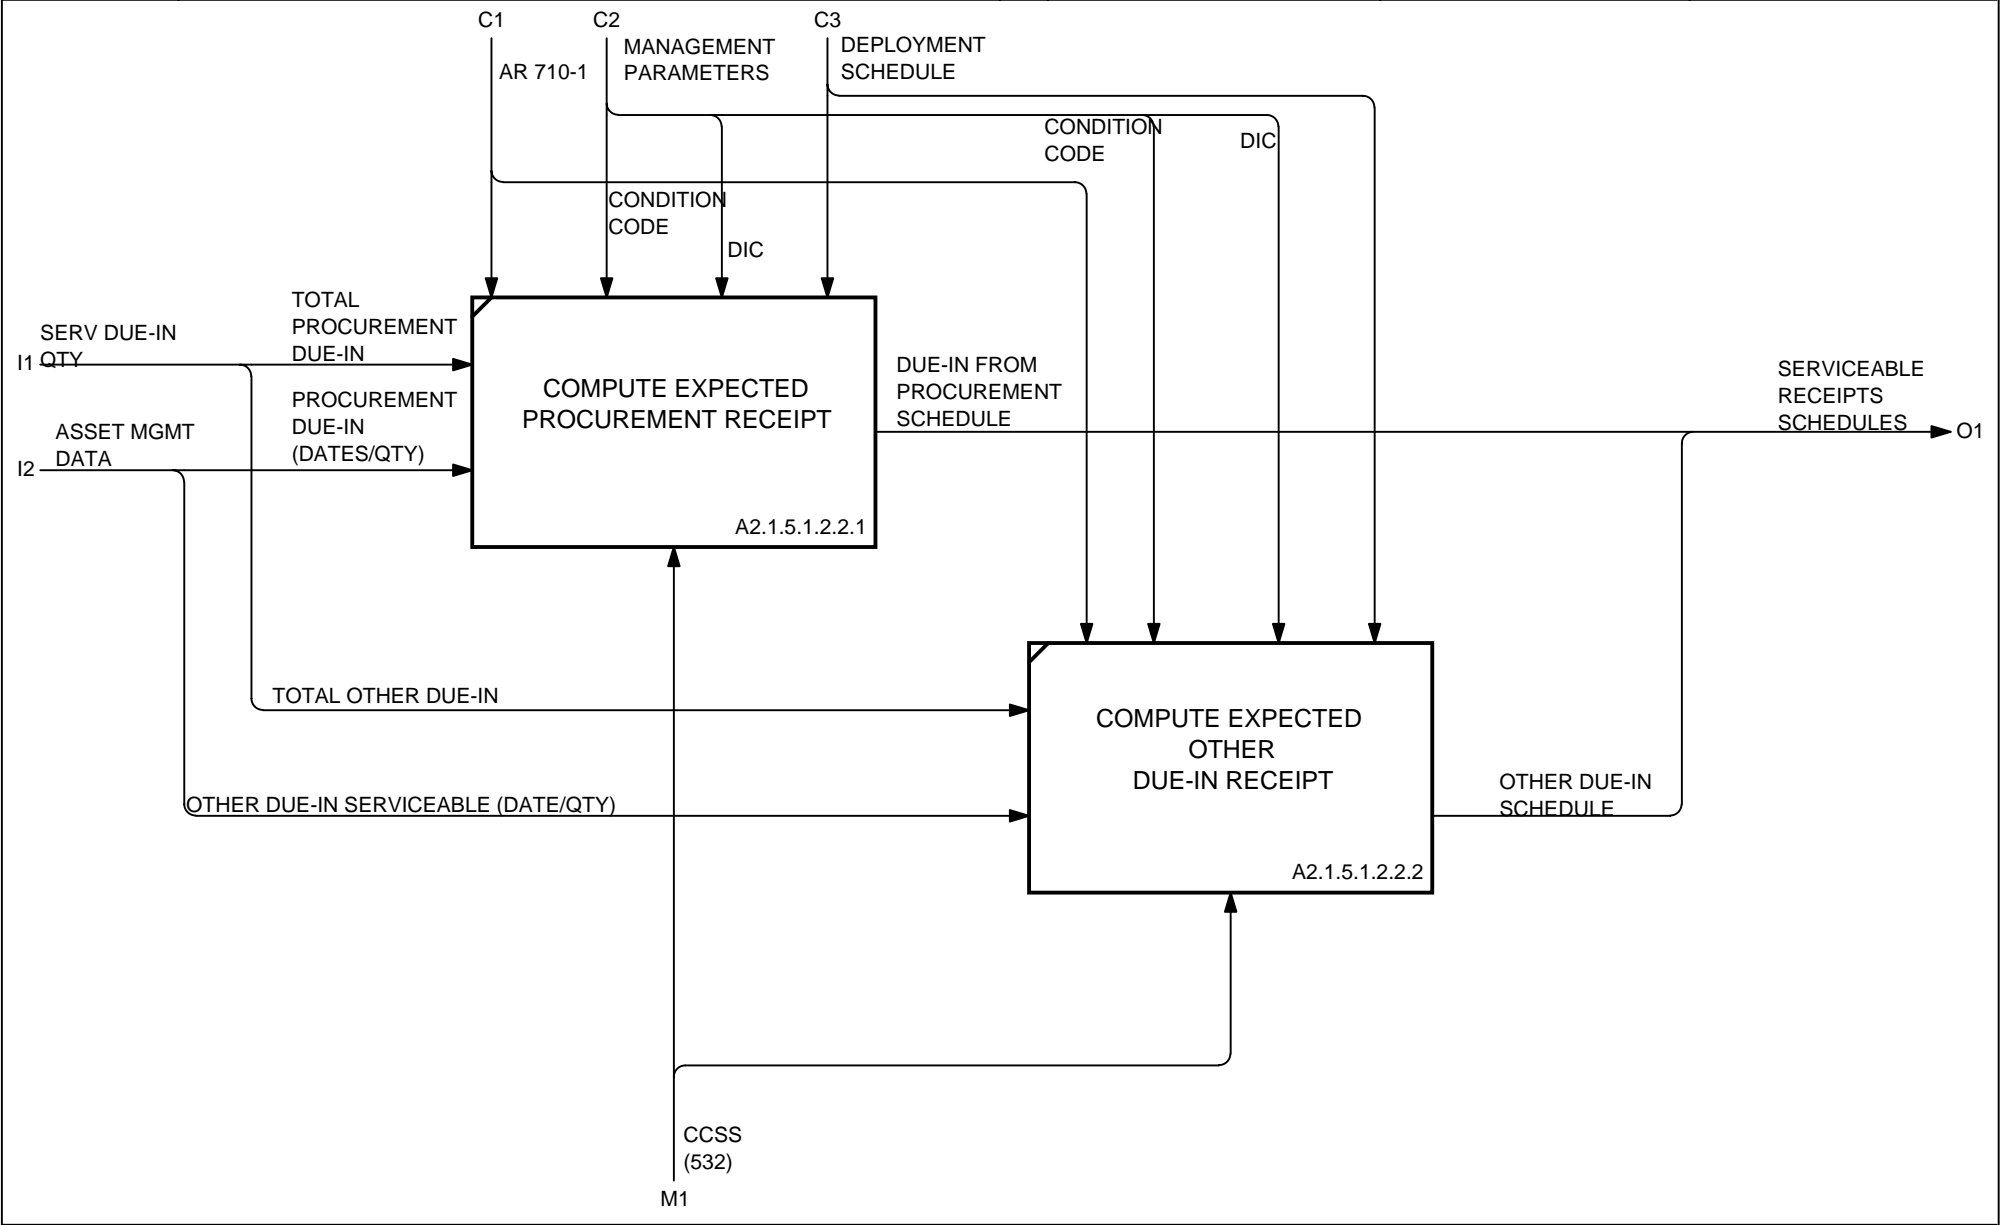 C1
C2
C3
AR 710-1
MANAGEMENT
PARAMETERS
DEPLOYMENT
SCHEDULE
CONDITION
CODE
DIC
CONDITION
CODE
DIC
I1
SERV DUE-IN
QTY
TOTAL
PROCUREMENT
DUE-IN
I2
ASSET MGMT
DATA
PROCUREMENT
DUE-IN
(DATES/QTY)
COMPUTE EXPECTED
PROCUREMENT RECEIPT
A2.1.5.1.2.2.1
DUE-IN FROM
PROCUREMENT
SCHEDULE
SERVICEABLE
RECEIPTS
SCHEDULES
O1
TOTAL OTHER DUE-IN
OTHER DUE-IN SERVICEABLE (DATE/QTY)
COMPUTE EXPECTED
OTHER
DUE-IN RECEIPT
A2.1.5.1.2.2.2
OTHER DUE-IN
SCHEDULE
CCSS
(532)
M1